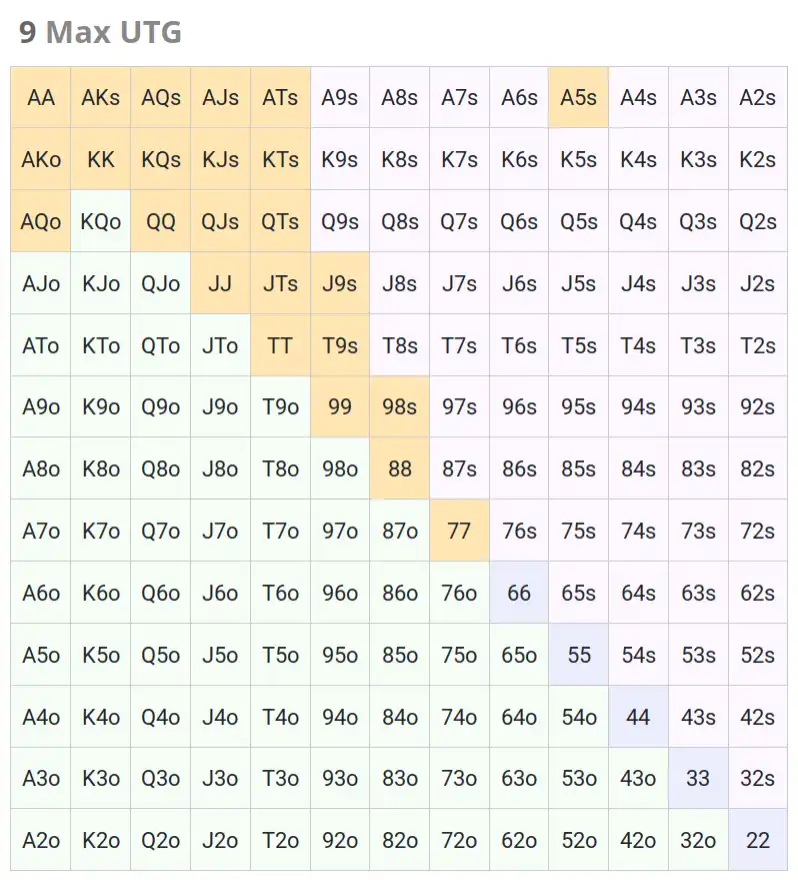 9 Max UTG
AA AKs AQs AJs ATs A9s A8s A7s A6s A5s A4s A3s A2s
AKo KK KQs KJs KTs K9s K8s K7s K6s K5s K4s K3s K2s
AQo KQo QQ QJs QTs Q9s Q8s Q7s Q6s Q5s Q4s Q3s Q2s
AJo KJo QJo JJ JTs J9s J8s J7s J6s J5s J4s J3s J2s
ATo KTo QTo JTo TT T9s T8s T7s T6s T5s T4s T3s T2s
A9o K9o Q9o J9o T9o 99 98s 97s 96s 95s 94s 93s 92s
A8o K8o Q8o J8o T8o 98o 88 87s 86s 85s 84s 83s 82s
A7o K7o Q7o J7o T7o 97o 87o 77 76s 75s 74s 73s 72s
A6o K6o Q6o J6o T6o 96o 86o 76o 66 65s 64s 63s 62s
A5o K5o Q5o J5o T5o 95o 85o 75o 65o 55 54s 53s 52s
A4o K4o Q4o J4o T4o 94o 84o 74o 64o 54o 44 43s 42s
A3o K3o Q3o J3o T3o 93o 83o 73o 63o 53o 43o 33 32s
A2o K2o Q2o J2o T2o 92o 82o 72o 62o 52o 42o 32o 22